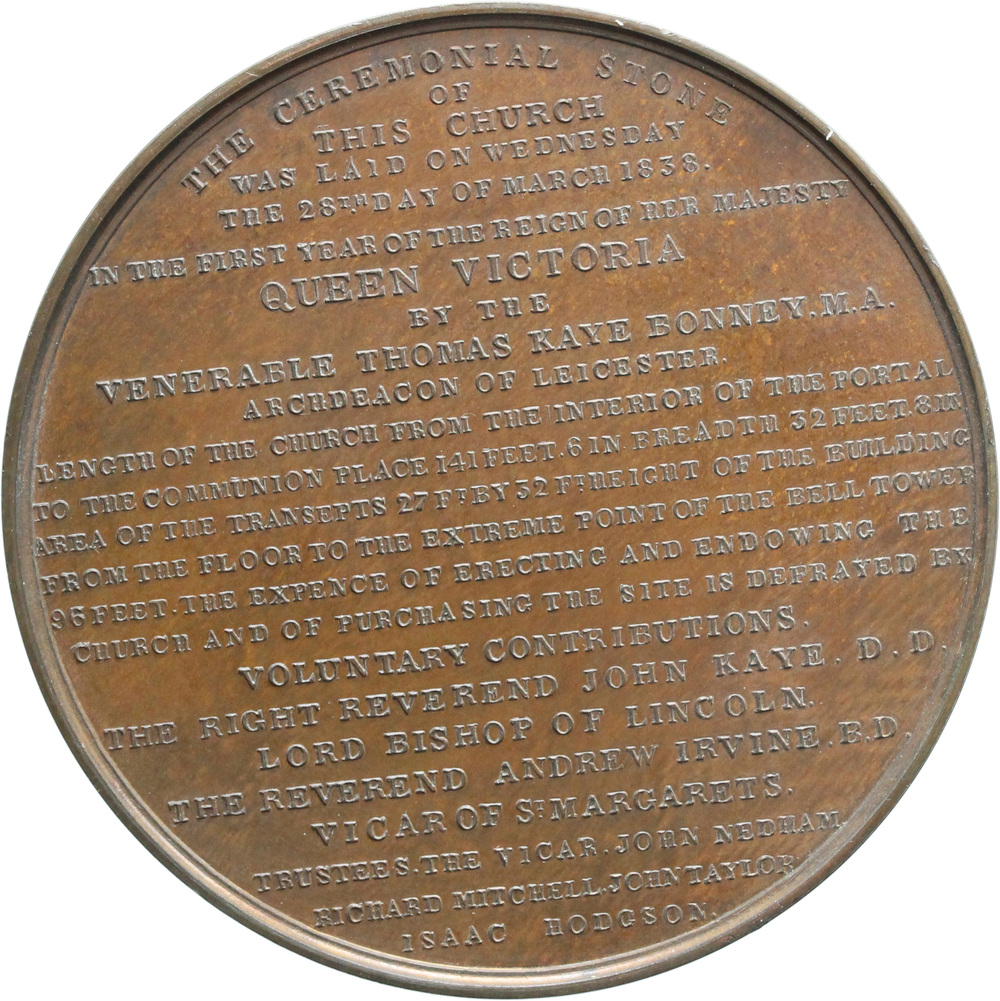 THE CEREMONIAL STONE
OF
THIS CHURCH
WAS LAID ON WEDNESDAY
THE 28TH DAY OF MARCH 1838.
IN THE FIRST YEAR OF THE REIGN OF HER MAJESTY
QUEEN VICTORIA
BY THE
VENERABLE THOMAS KAYE BONNEY, M.A.
ARCHDEACON OF LEICESTER.
LENGTH OF THE CHURCH FROM THE INTERIOR OF THE PORTAL
TO THE COMMUNION PLACE 141 FEET. 6 IN BREADTH 32 FEET. 8 IN
AREA OF THE TRANSEPTS 27 FT BY 32 FT HEIGHT OF THE BUILDING
FROM THE FLOOR TO THE EXTREME POINT OF THE BELL TOWER
96 FEET. THE EXPENCE OF ERECTING AND ENDOWING THE
CHURCH AND OF PURCHASING THE SITE IS DEFRAYED BY
VOLUNTARY CONTRIBUTIONS.
THE RIGHT REVEREND JOHN KAYE. D.D.
LORD BISHOP OF LINCOLN.
THE REVEREND ANDREW IRVINE. B.D.
VICAR OF ST MARGARETS.
TRUSTEES. THE VICAR. JOHN NEDHAM.
RICHARD MITCHELL, JOHN TAYLOR
ISAAC HODGSON.